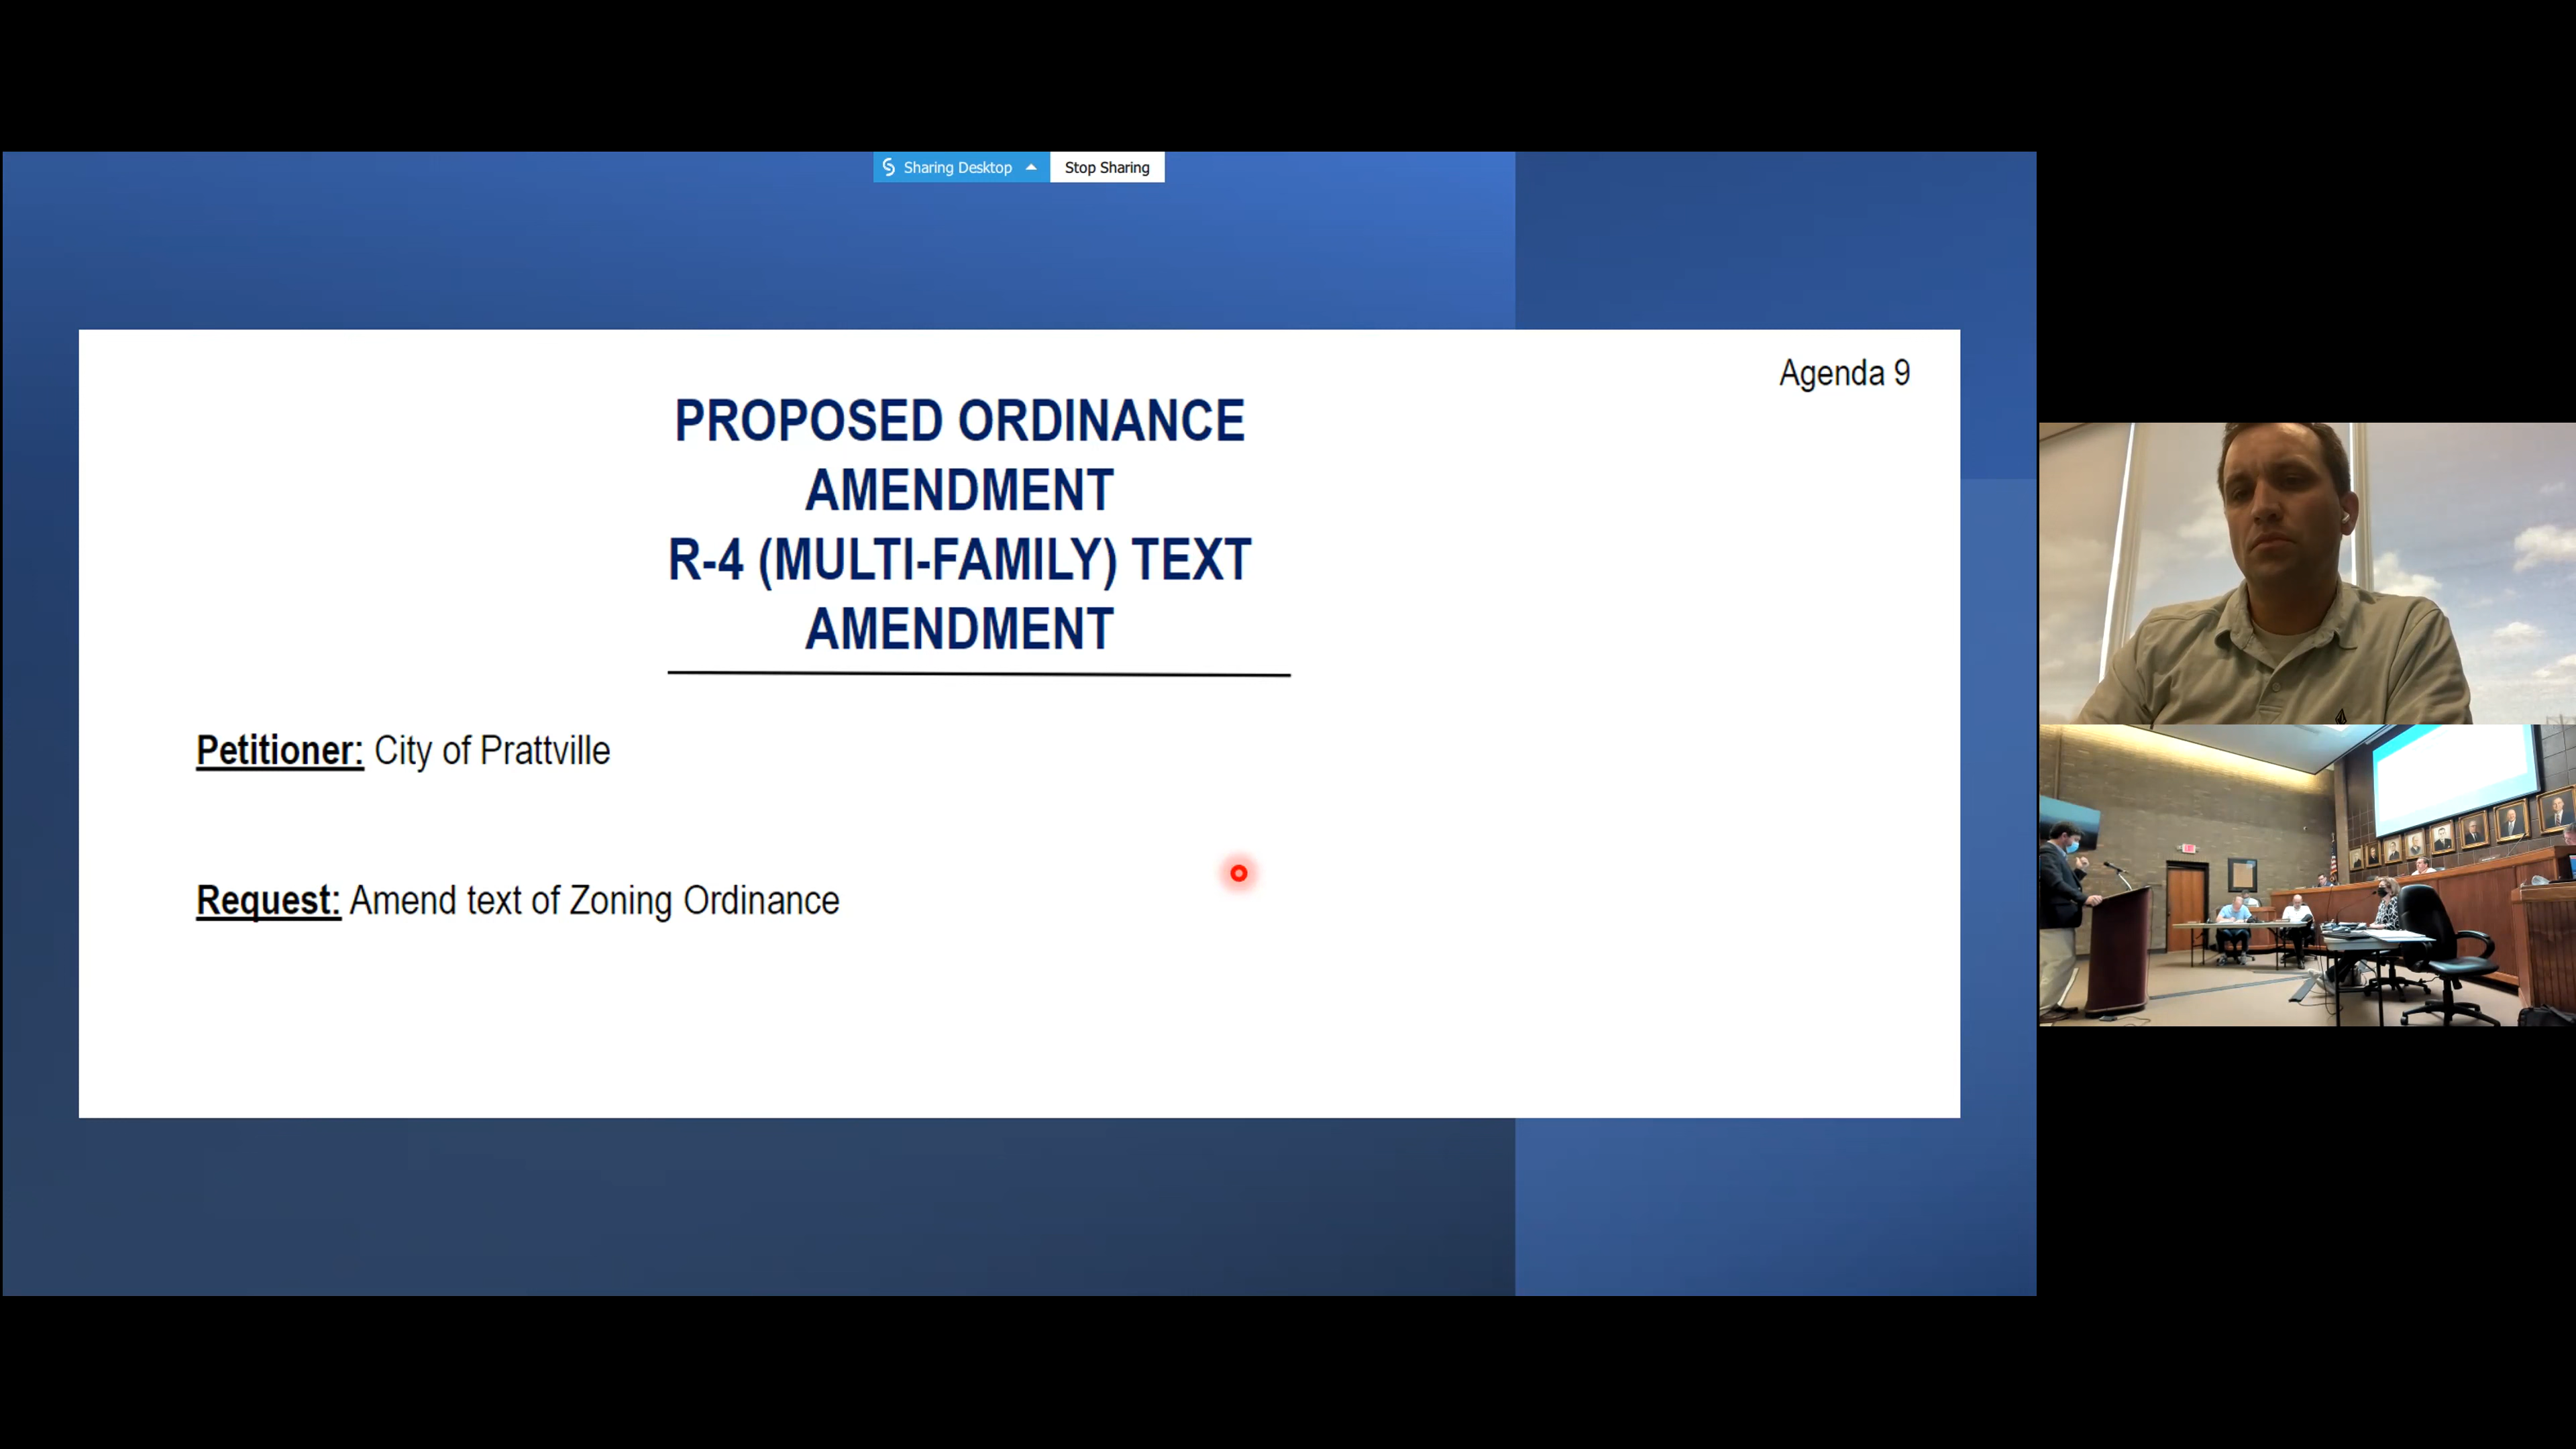 Sharing Desktop Stop Sharing
Agenda 9
PROPOSED ORDINANCE
AMENDMENT
R-4 (MULTI-FAMILY) TEXT
AMENDMENT
Petitioner: City of Prattville
Request: Amend text of Zoning Ordinance